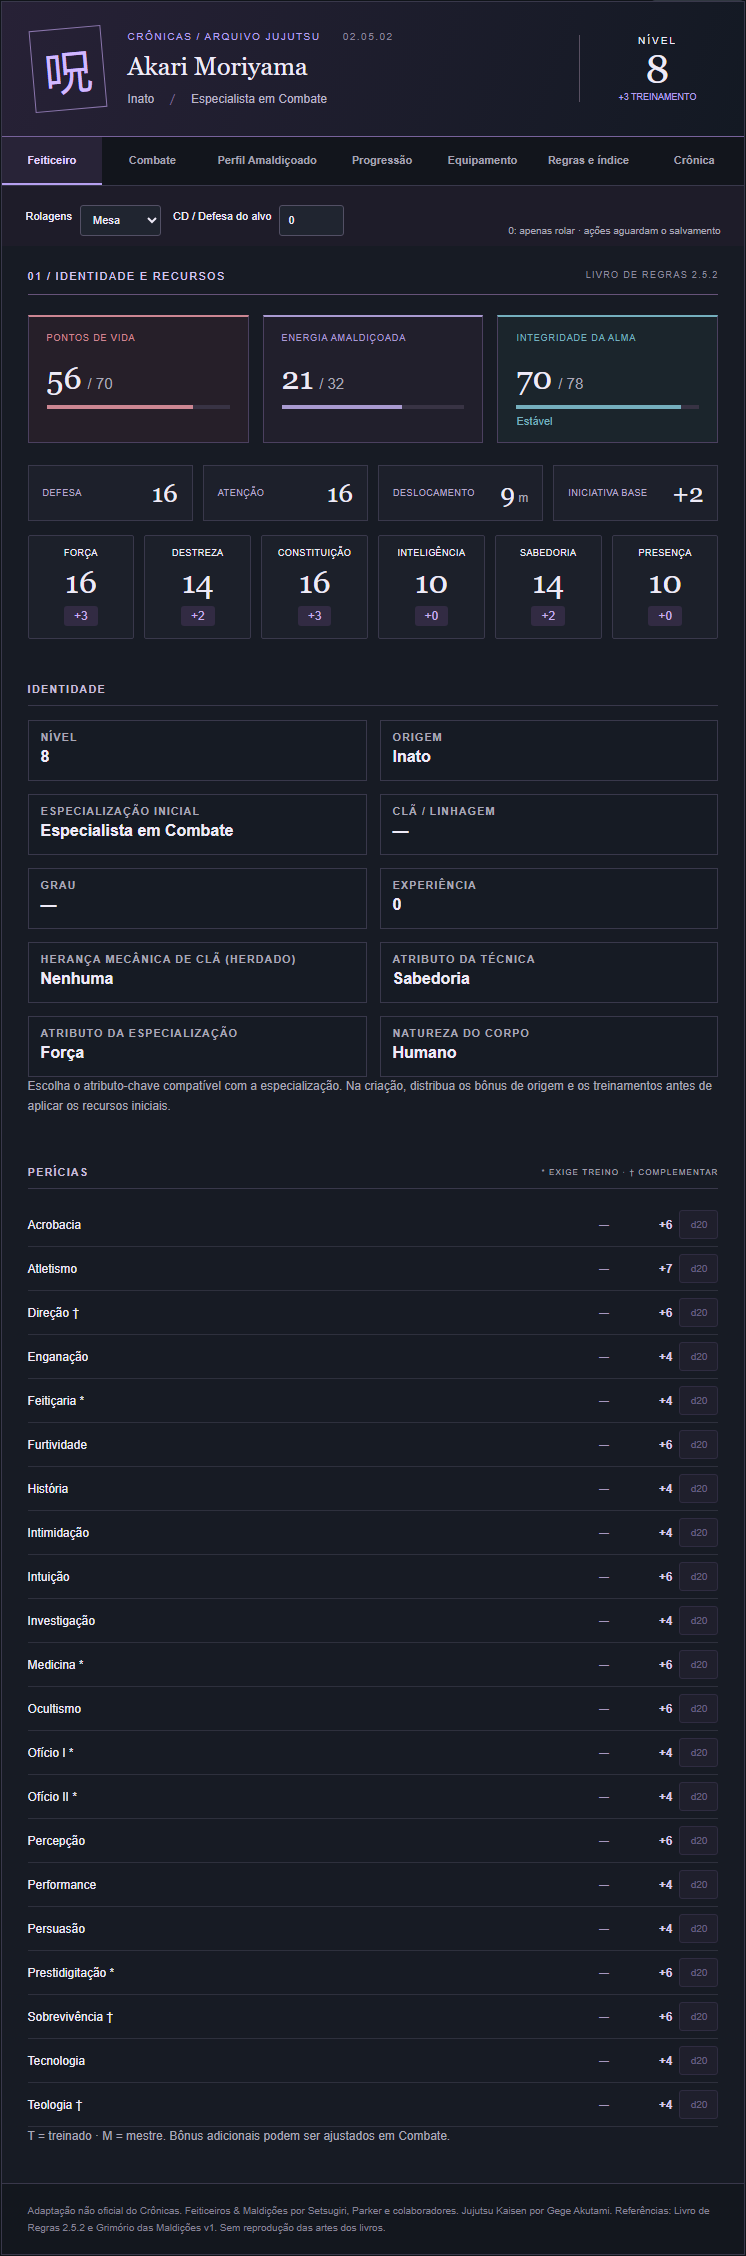 呪
CRÔNICAS / ARQUIVO JUJUTSU 02.05.02
Akari Moriyama
Inato / Especialista em Combate
NÍVEL
8
+3 TREINAMENTO
Feiticeiro Combate Perfil Amaldiçoado Progressão Equipamento Regras e índice Crônica
Rolagens Mesa CD / Defesa do alvo 0
0: apenas rolar · ações aguardam o salvamento
01 / IDENTIDADE E RECURSOS LIVRO DE REGRAS 2.5.2
PONTOS DE VIDA
56 / 70
ENERGIA AMALDIÇOADA
21 / 32
INTEGRIDADE DA ALMA
70 / 78
Estável
DEFESA 16
ATENÇÃO 16
DESLOCAMENTO 9 m
INICIATIVA BASE +2
FORÇA
16
+3
DESTREZA
14
+2
CONSTITUIÇÃO
16
+3
INTELIGÊNCIA
10
+0
SABEDORIA
14
+2
PRESENÇA
10
+0
IDENTIDADE
NÍVEL
8
ORIGEM
Inato
ESPECIALIZAÇÃO INICIAL
Especialista em Combate
CLÃ / LINHAGEM
—
GRAU
—
EXPERIÊNCIA
0
HERANÇA MECÂNICA DE CLÃ (HERDADO)
Nenhuma
ATRIBUTO DA TÉCNICA
Sabedoria
ATRIBUTO DA ESPECIALIZAÇÃO
Força
NATUREZA DO CORPO
Humano
Escolha o atributo-chave compatível com a especialização. Na criação, distribua os bônus de origem e os treinamentos antes de
aplicar os recursos iniciais.
PERÍCIAS * EXIGE TREINO · † COMPLEMENTAR
Acrobacia — +6 d20
Atletismo — +7 d20
Direção † — +6 d20
Enganação — +4 d20
Feitiçaria * — +4 d20
Furtividade — +6 d20
História — +4 d20
Intimidação — +4 d20
Intuição — +6 d20
Investigação — +4 d20
Medicina * — +6 d20
Ocultismo — +6 d20
Ofício I * — +4 d20
Ofício II * — +4 d20
Percepção — +6 d20
Performance — +4 d20
Persuasão — +4 d20
Prestidigitação * — +6 d20
Sobrevivência † — +6 d20
Tecnologia — +4 d20
Teologia † — +4 d20
T = treinado · M = mestre. Bônus adicionais podem ser ajustados em Combate.
Adaptação não oficial do Crônicas. Feiticeiros & Maldições por Setsugiri, Parker e colaboradores. Jujutsu Kaisen por Gege Akutami. Referências: Livro de
Regras 2.5.2 e Grimório das Maldições v1. Sem reprodução das artes dos livros.